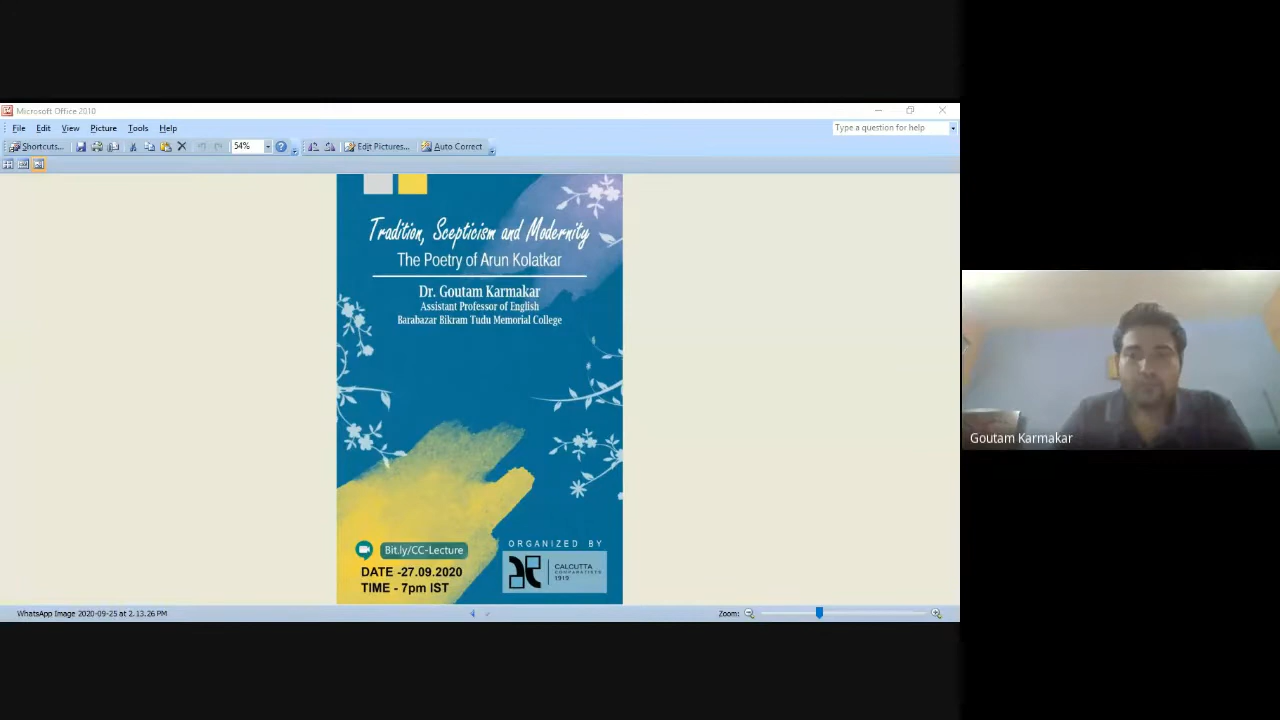 Microsoft Office 2010
File Edit View Picture Tools Help
Type a question for help
Shortcuts...
54%
Edit Pictures...
Auto Correct
Tradition, Scepticism and Modernity
The Poetry of Arun Kolatkar
Dr. Goutam Karmakar
Assistant Professor of English
Barabazar Bikram Tudu Memorial College
Bit.ly/CC-Lecture
DATE -27.09.2020
TIME - 7pm IST
ORGANIZED BY
CALCUTTA
COMPARATISTS
1919
WhatsApp Image 2020-09-25 at 2.13.26 PM
Zoom:
Goutam Karmakar